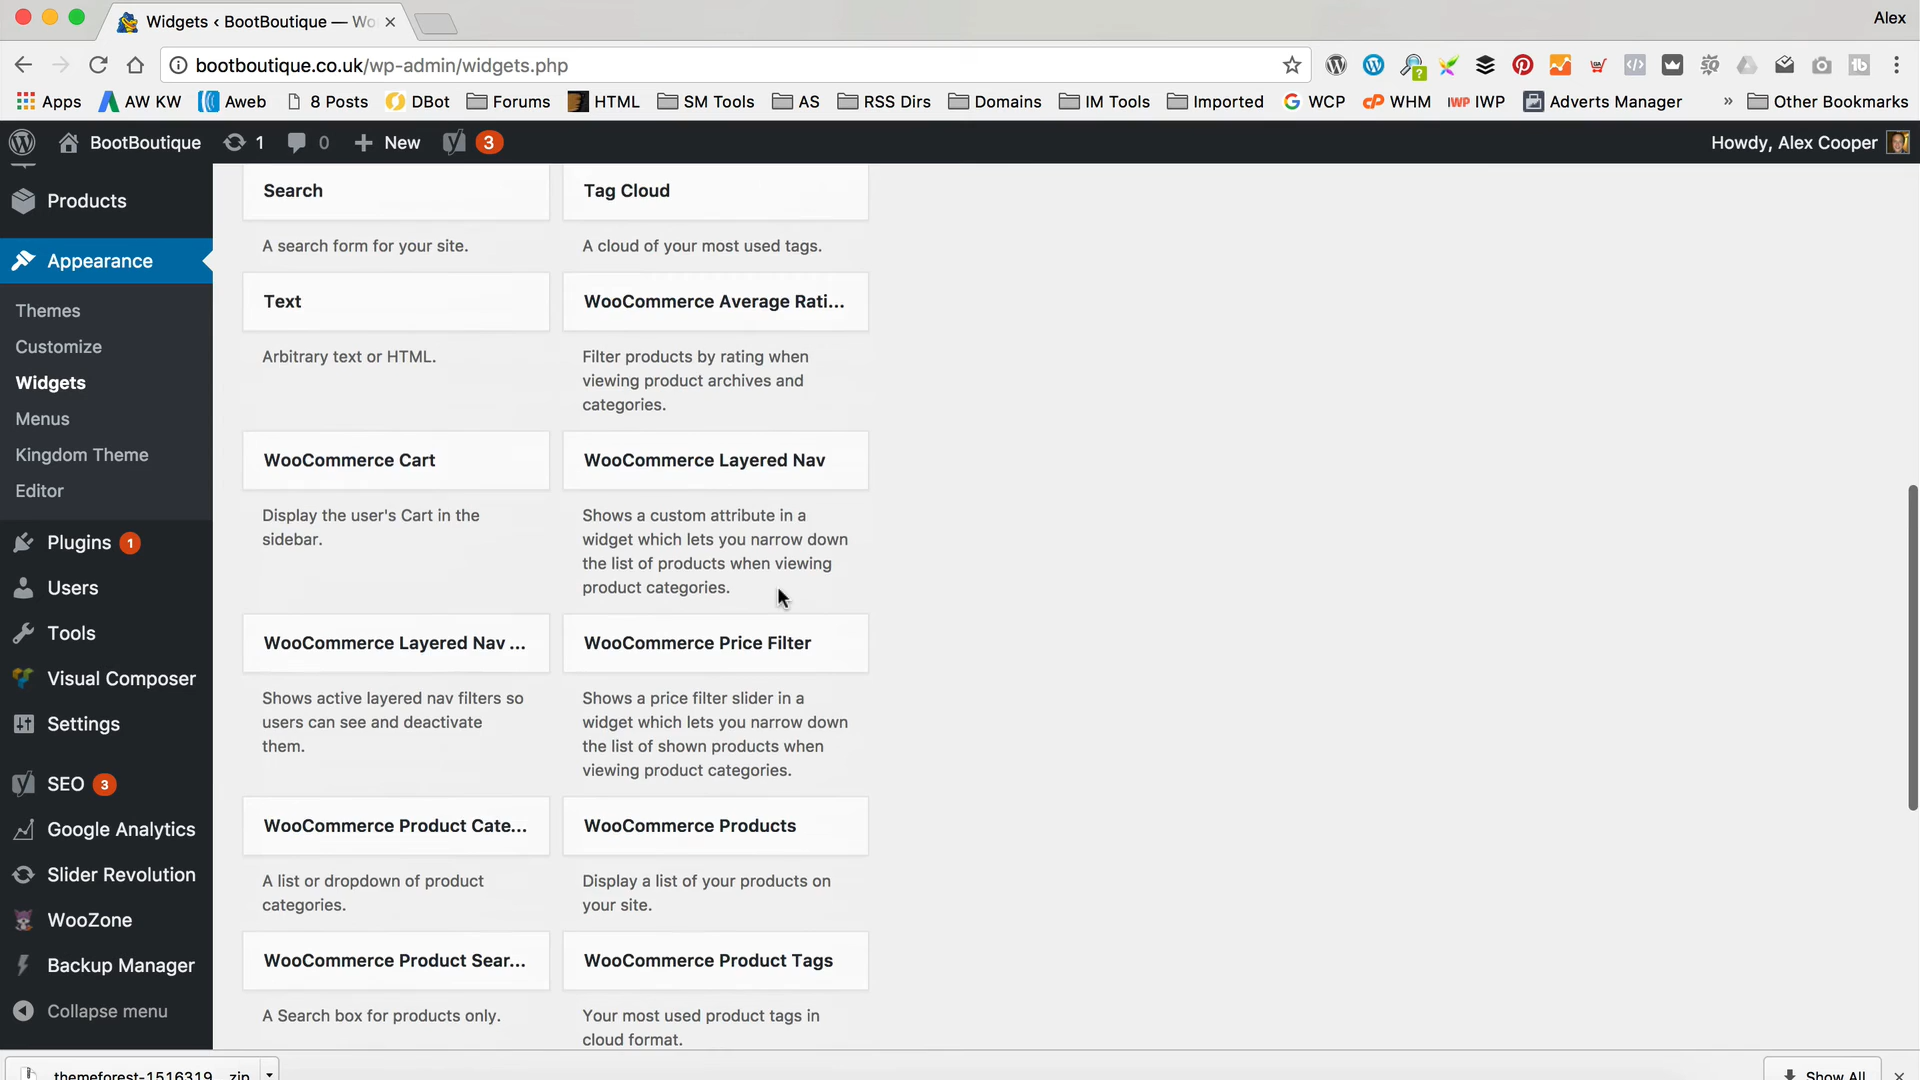 Widgets ‹ BootBoutique — Wo
Alex
bootboutique.co.uk/wp-admin/widgets.php
Apps AW KW Aweb 8 Posts DBot Forums HTML SM Tools AS RSS Dirs Domains IM Tools Imported WCP WHM IWP IWP Adverts Manager » Other Bookmarks
BootBoutique 1 0 New 3
Howdy, Alex Cooper
Products
Appearance
Themes
Customize
Widgets
Menus
Kingdom Theme
Editor
Plugins 1
Users
Tools
Visual Composer
Settings
SEO 3
Google Analytics
Slider Revolution
WooZone
Backup Manager
Collapse menu
Search
A search form for your site.
Tag Cloud
A cloud of your most used tags.
Text
Arbitrary text or HTML.
WooCommerce Average Rati...
Filter products by rating when
viewing product archives and
categories.
WooCommerce Cart
Display the user's Cart in the
sidebar.
WooCommerce Layered Nav
Shows a custom attribute in a
widget which lets you narrow down
the list of products when viewing
product categories.
WooCommerce Layered Nav ...
Shows active layered nav filters so
users can see and deactivate
them.
WooCommerce Price Filter
Shows a price filter slider in a
widget which lets you narrow down
the list of shown products when
viewing product categories.
WooCommerce Product Cate...
A list or dropdown of product
categories.
WooCommerce Products
Display a list of your products on
your site.
WooCommerce Product Sear...
A Search box for products only.
WooCommerce Product Tags
Your most used product tags in
cloud format.
themeforest-1516319....zip
Show All